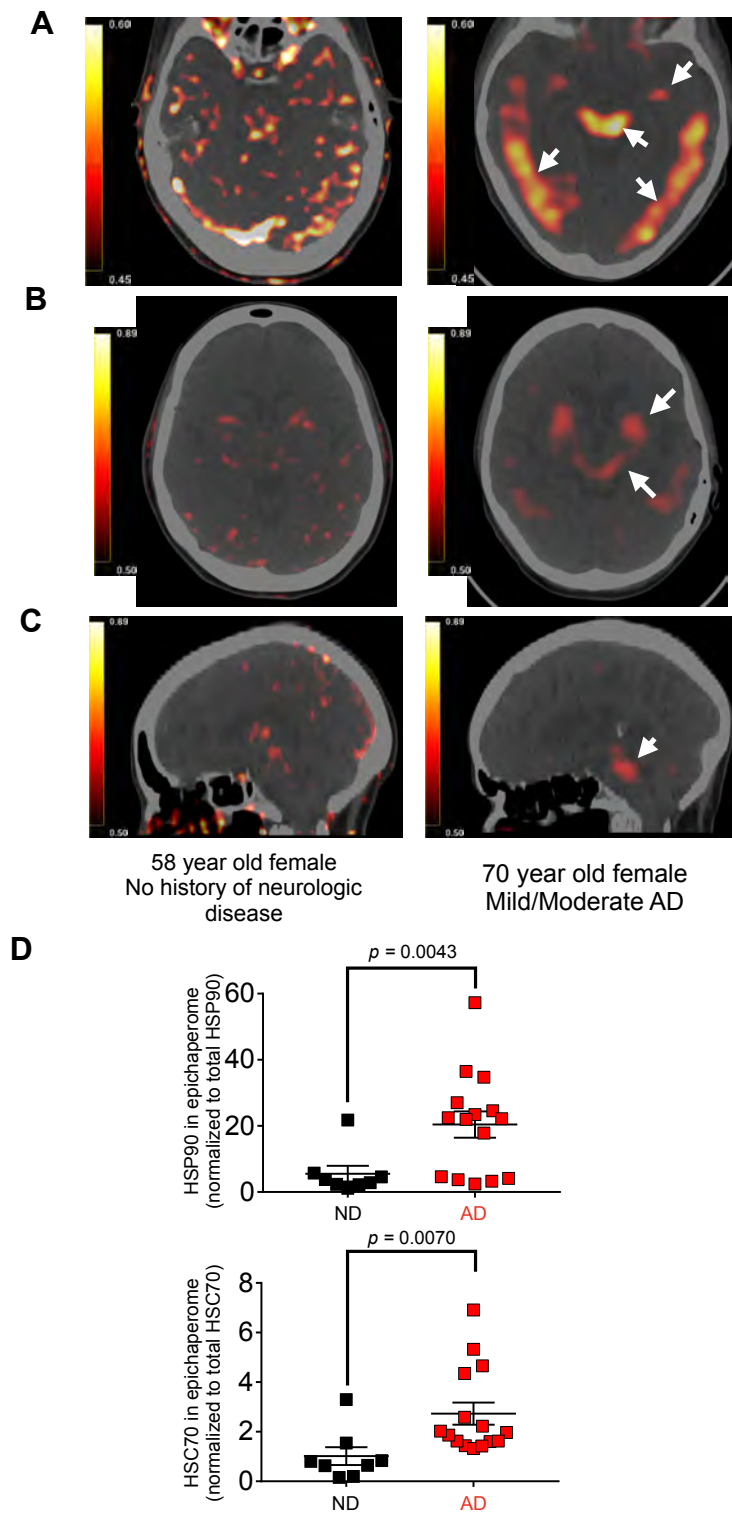 A
0.60
0.45
0.60
0.45
B
0.89
0.50
0.89
0.50
C
0.89
0.50
0.89
0.50
58 year old female
No history of neurologic
disease
70 year old female
Mild/Moderate AD
D
p = 0.0043
HSP90 in epichaperome
(normalized to total HSP90)
60
40
20
0
ND
AD
p = 0.0070
HSC70 in epichaperome
(normalized to total HSC70)
8
6
4
2
0
ND
AD